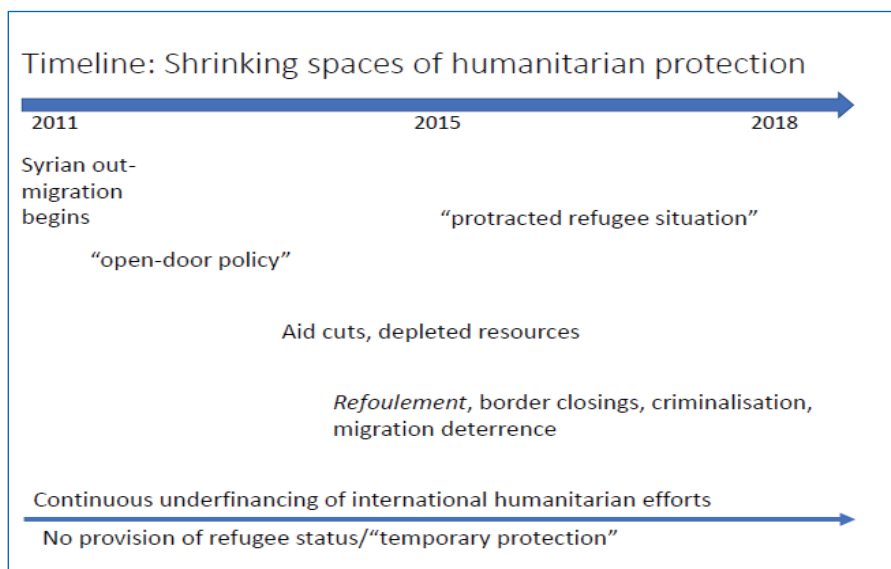 Timeline: Shrinking spaces of humanitarian protection
2011 2015 2018
Syrian out-
migration
begins
“protracted refugee situation”
“open-door policy”
Aid cuts, depleted resources
Refoulement, border closings, criminalisation,
migration deterrence
Continuous underfinancing of international humanitarian efforts
No provision of refugee status/“temporary protection”